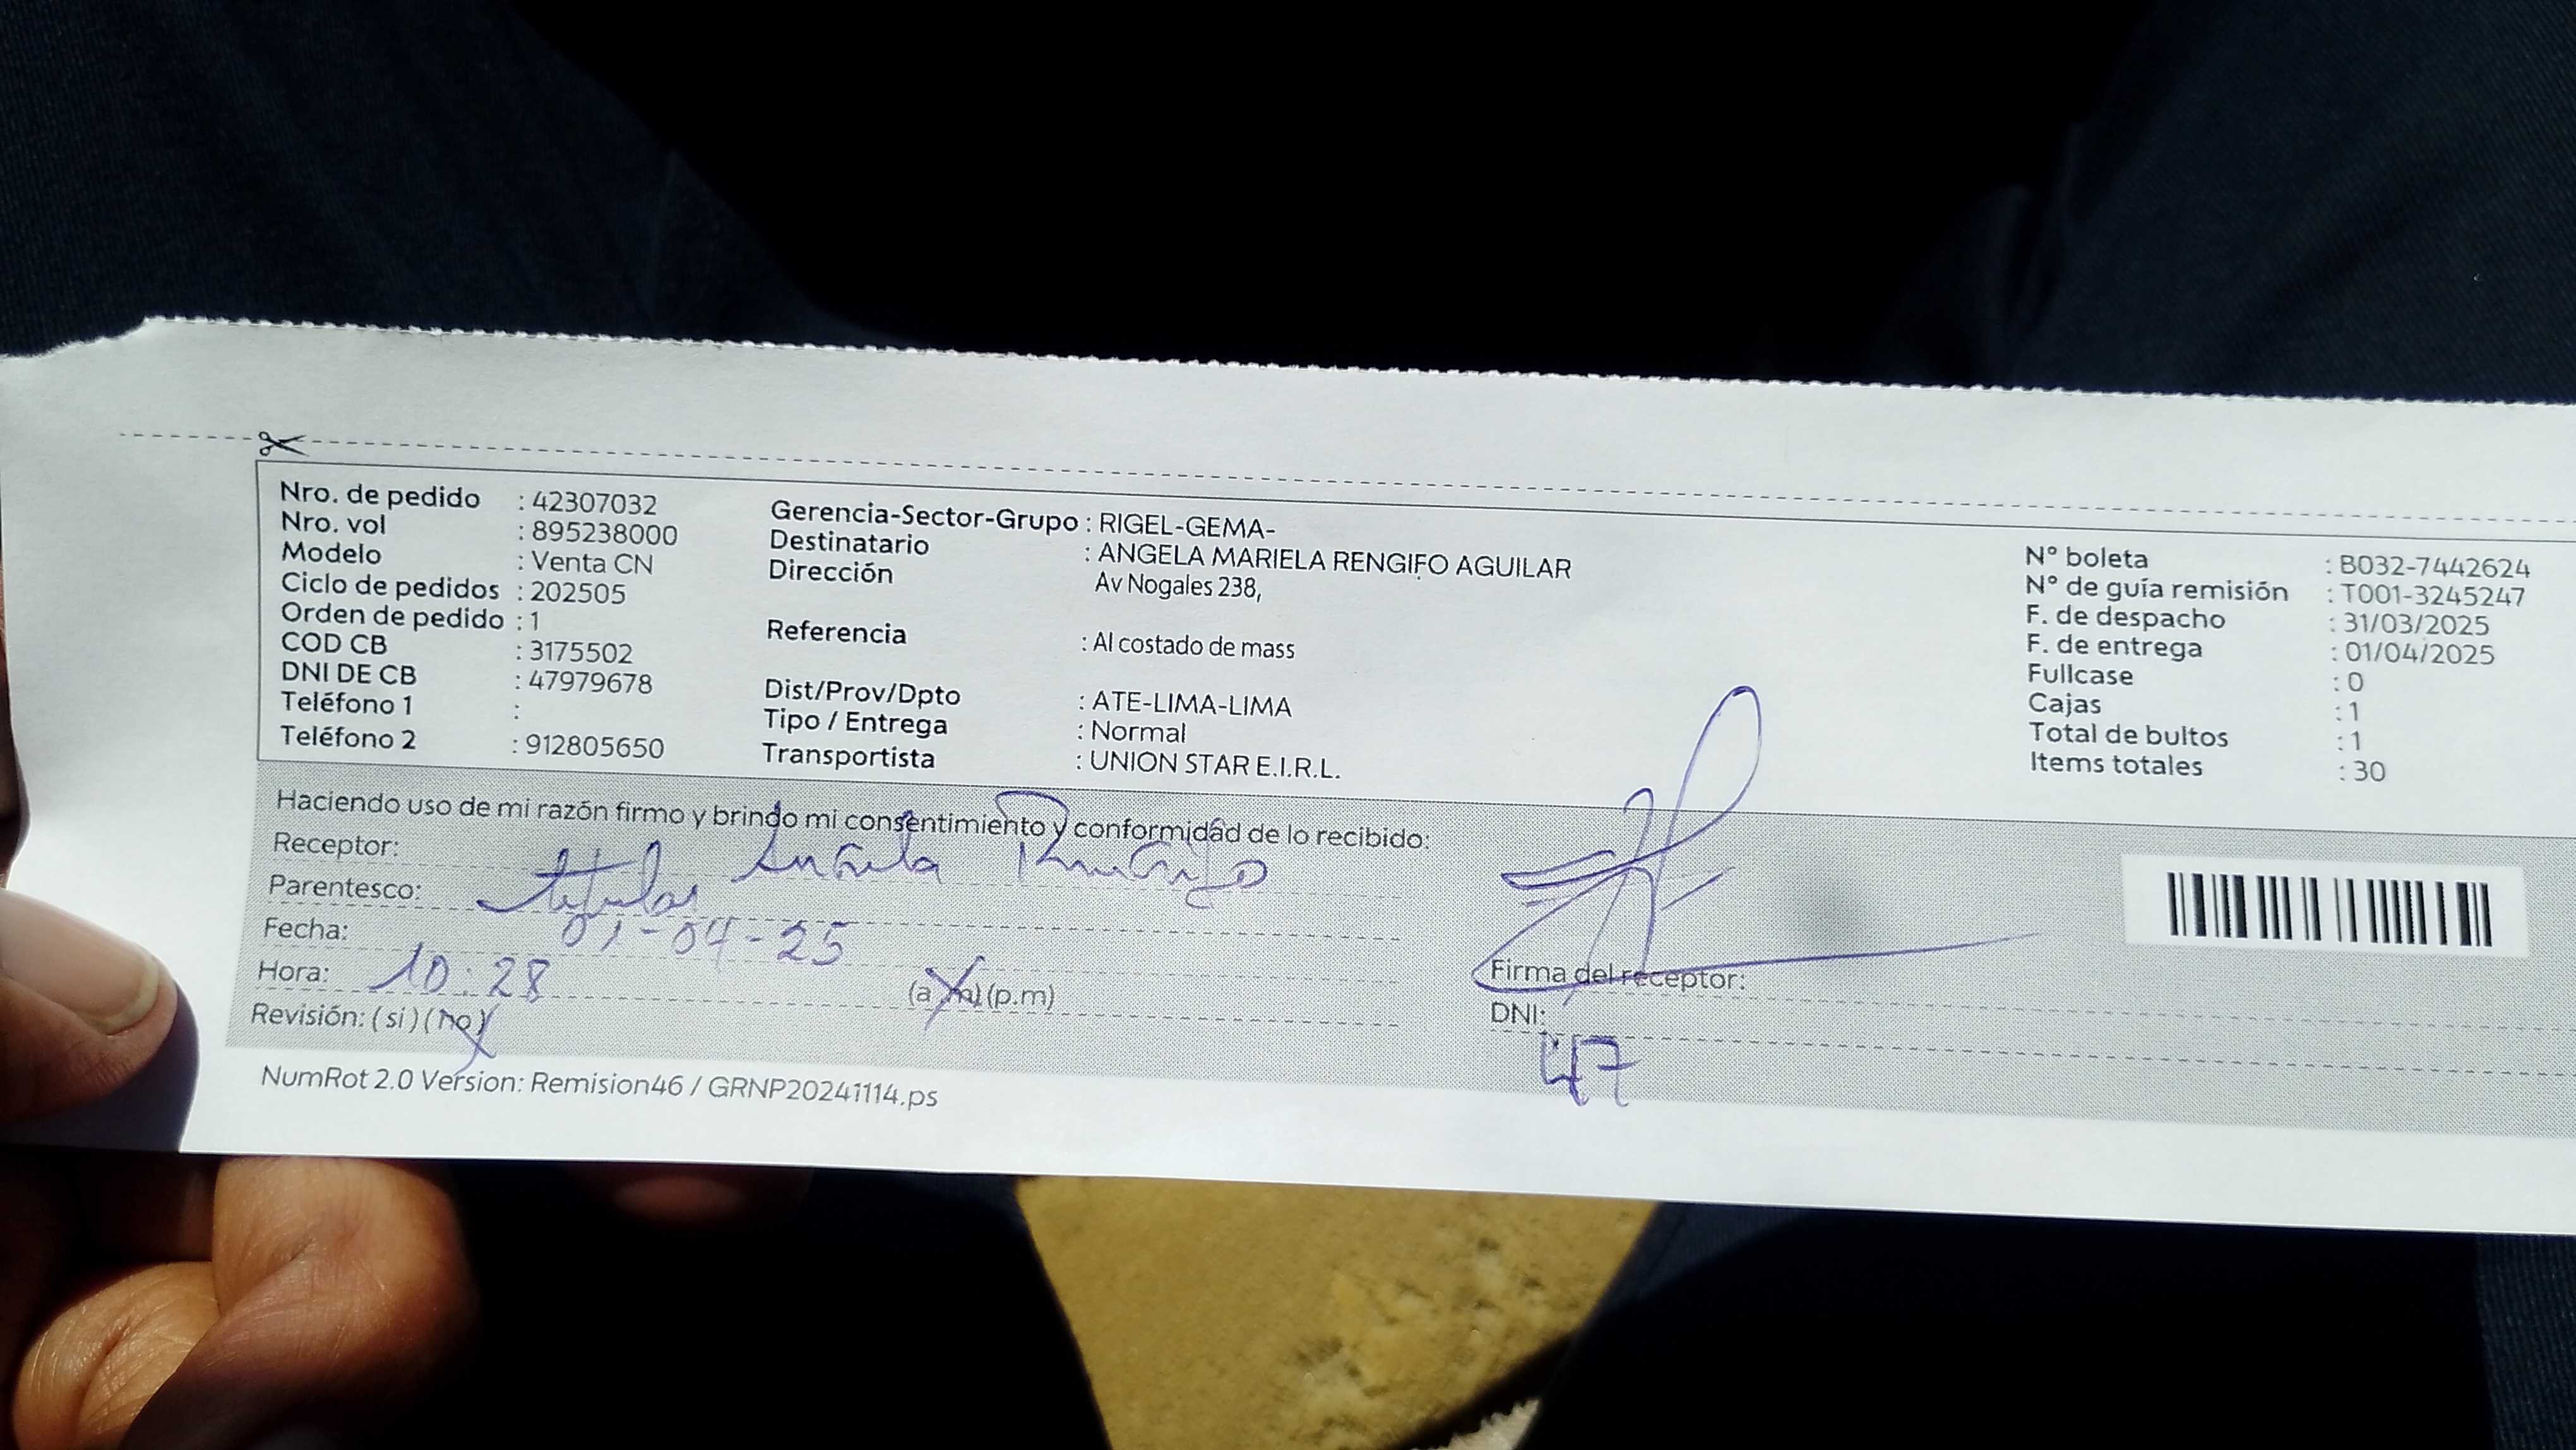 Nro. de pedido : 42307032
Nro. vol : 895238000
Modelo : Venta CN
Ciclo de pedidos : 202505
Orden de pedido : 1
COD CB : 3175502
DNI DE CB : 47979678
Teléfono 1 :
Teléfono 2 : 912805650
Gerencia-Sector-Grupo : RIGEL-GEMA-
Destinatario : ANGELA MARIELA RENGIFO AGUILAR
Dirección Av Nogales 238,
Referencia : Al costado de mass
Dist/Prov/Dpto : ATE-LIMA-LIMA
Tipo / Entrega : Normal
Transportista : UNION STAR E.I.R.L.
N° boleta : B032-7442624
N° de guía remisión : T001-3245247
F. de despacho : 31/03/2025
F. de entrega : 01/04/2025
Fullcase : 0
Cajas : 1
Total de bultos : 1
Items totales : 30
Haciendo uso de mi razón firmo y brindo mi consentimiento y conformidad de lo recibido:
Receptor: Angela Rengifo
Parentesco: titular
Fecha: 01-04-25
Hora: 10:28 (a.m) (p.m)
Revisión: (si) (no)
Firma del receptor:
DNI: 47
NumRot 2.0 Version: Remision46 / GRNP20241114.ps